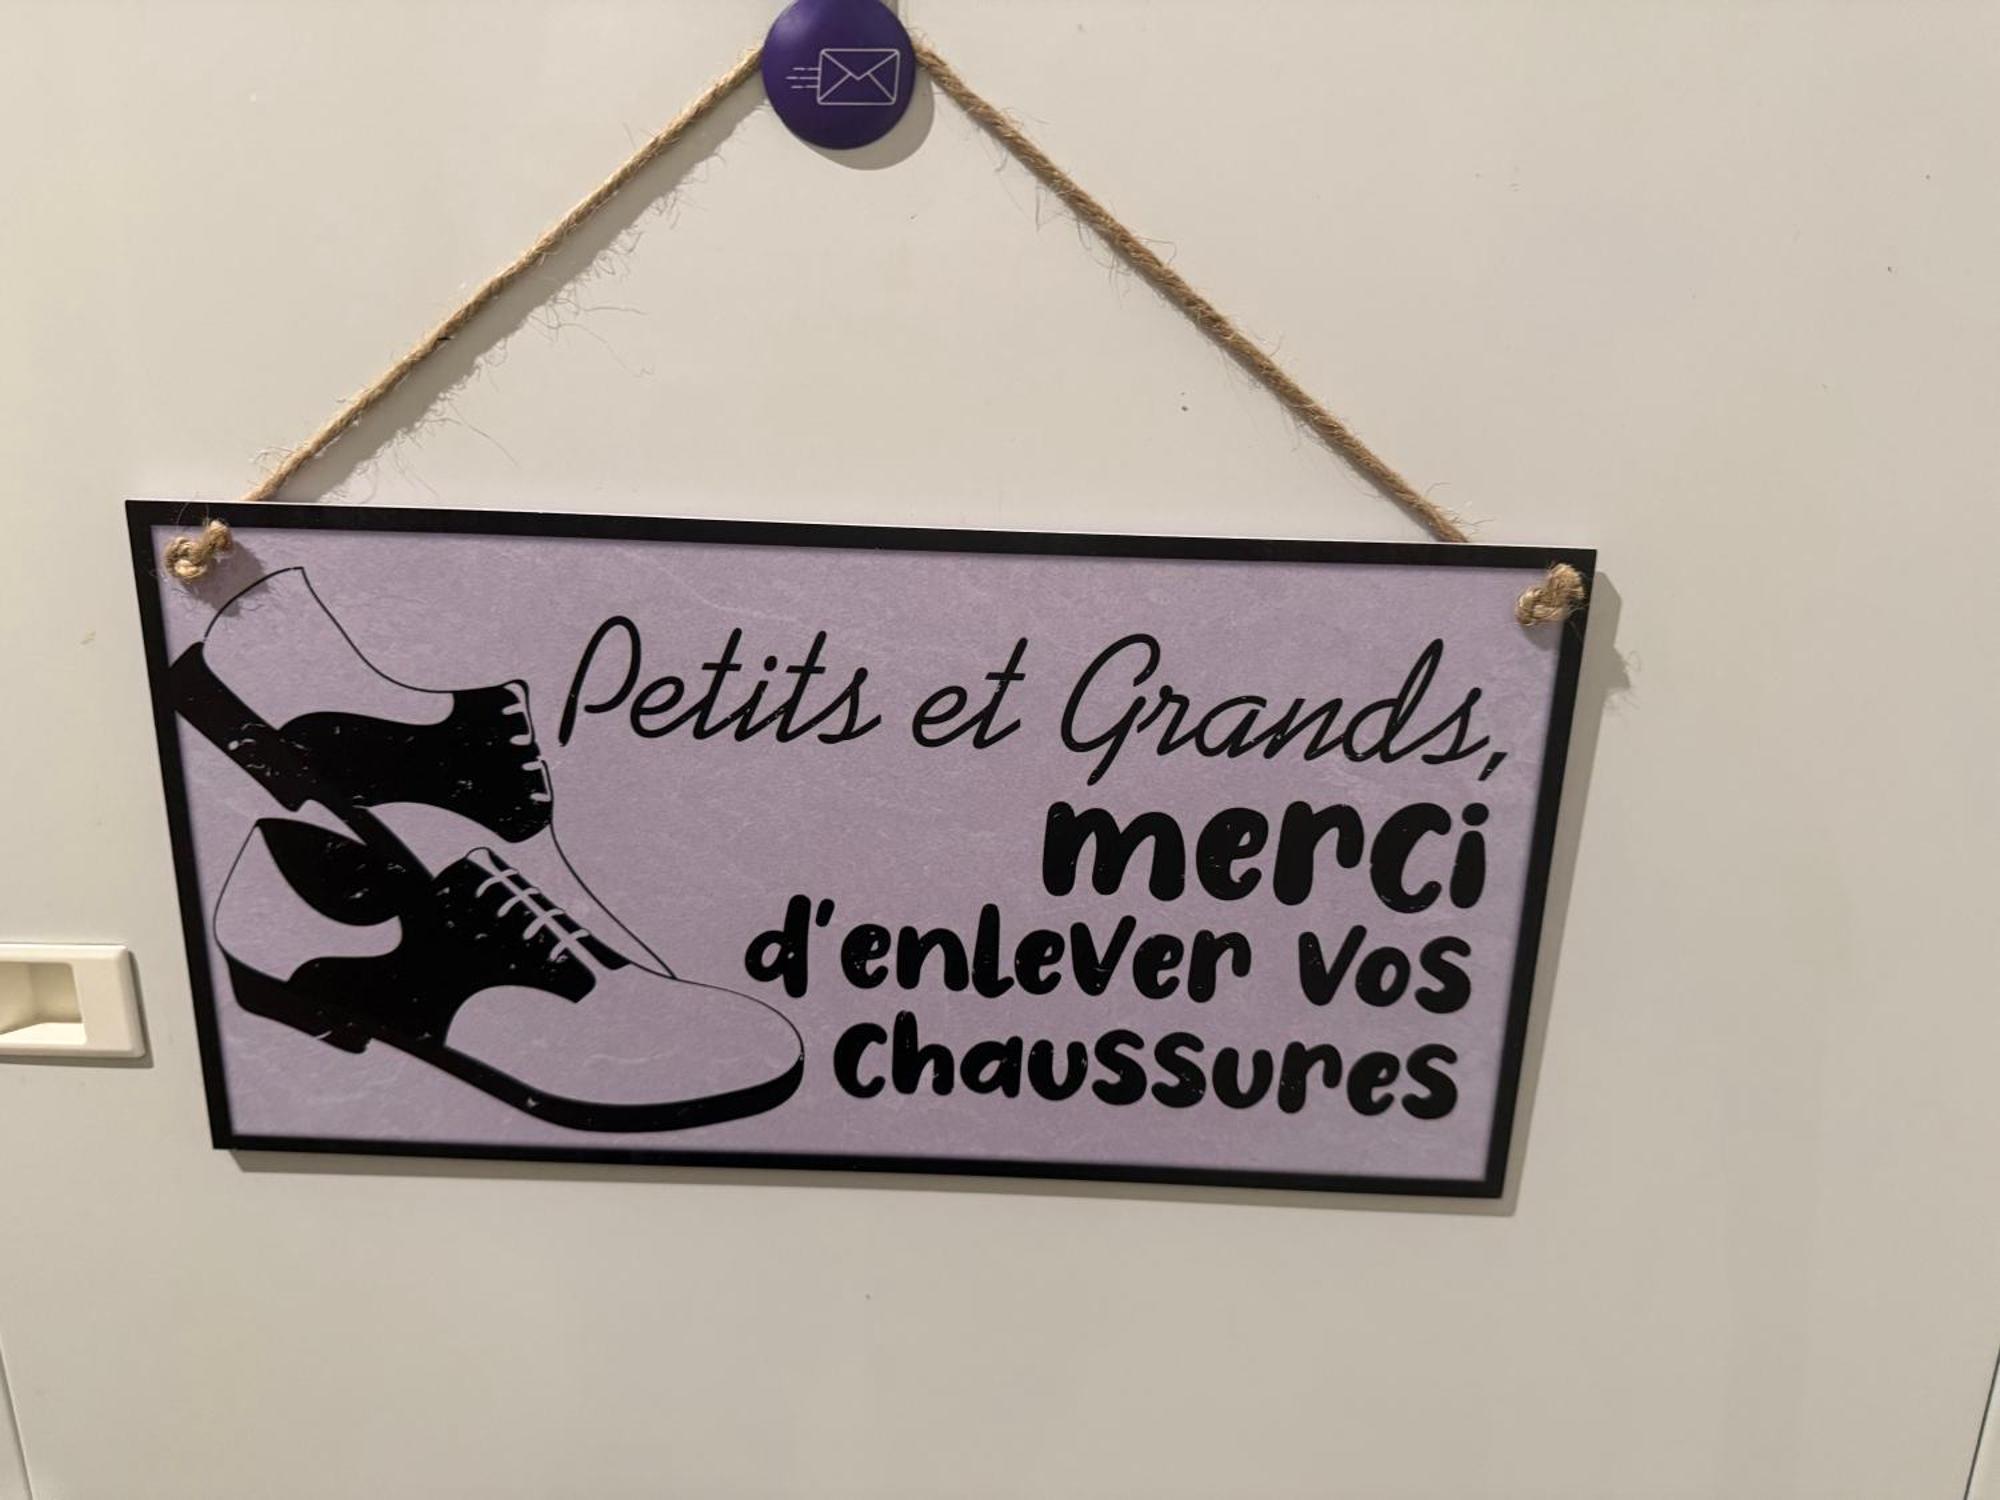 Petits et Grands,
merci
d'enlever vos
chaussures